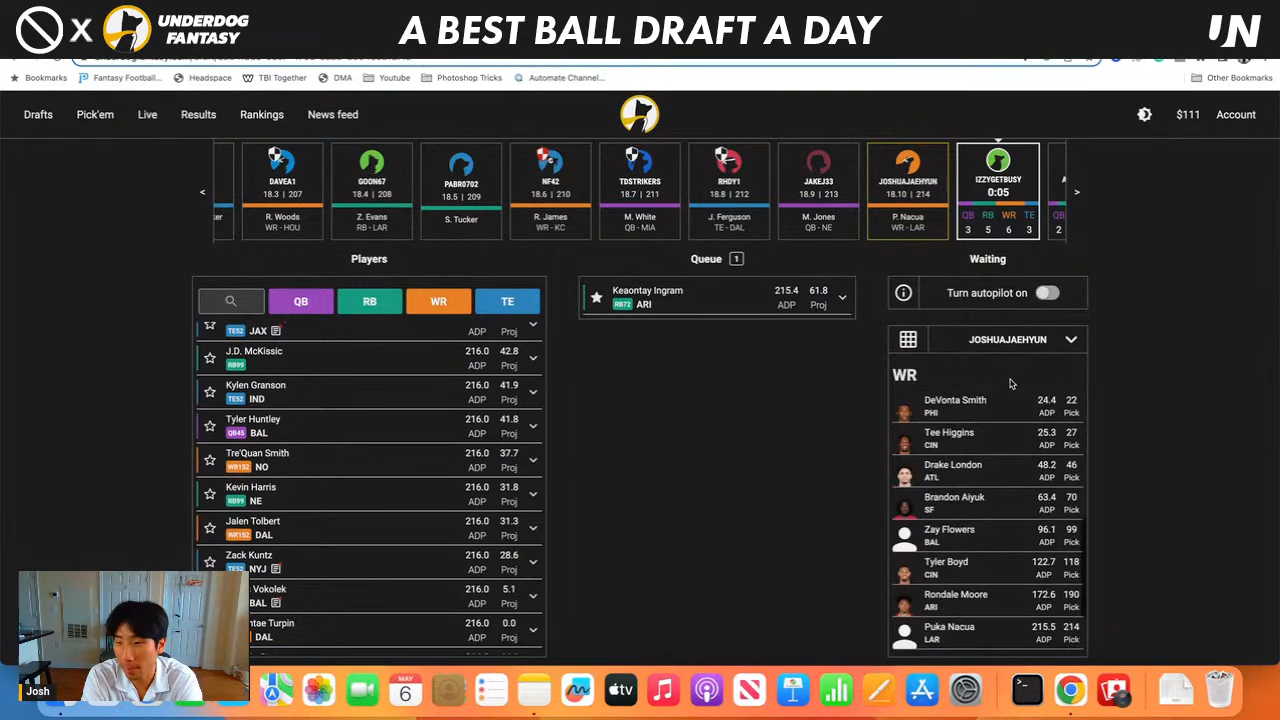 X UNDERDOG FANTASY
A BEST BALL DRAFT A DAY
UN
Bookmarks
Fantasy Football...
Headspace
TBI Together
DMA
Youtube
Photoshop Tricks
Automate Channel...
Other Bookmarks
Drafts
Pick'em
Live
Results
Rankings
News feed
$111
Account
<
DAVEA1
18.3 | 207
R. Woods
WR - HOU
GOON67
18.4 | 208
Z. Evans
RB - LAR
PABR0702
18.5 | 209
S. Tucker
NF42
18.6 | 210
R. James
WR - KC
TDSTRIKERS
18.7 | 211
M. White
QB - MIA
RHDY1
18.8 | 212
J. Ferguson
TE - DAL
JAKEJ33
18.9 | 213
M. Jones
QB - NE
JOSHUAJAEHYUN
18.10 | 214
P. Nacua
WR - LAR
IZZYGETBUSY
0:05
QB RB WR TE
3 5 6 3
QB
2
>
Players
QB RB WR TE
TE52 JAX ADP Proj
J.D. McKissic 216.0 42.8
RB99 ADP Proj
Kylen Granson 216.0 41.9
TE52 IND ADP Proj
Tyler Huntley 216.0 41.8
QB45 BAL ADP Proj
Tre'Quan Smith 216.0 37.7
WR152 NO ADP Proj
Kevin Harris 216.0 31.8
RB99 NE ADP Proj
Jalen Tolbert 216.0 31.3
WR152 DAL ADP Proj
Zack Kuntz 216.0 28.6
TE52 NYJ ADP Proj
Vokolek 216.0 5.1
BAL ADP Proj
ntae Turpin 216.0 0.0
DAL ADP Proj
Queue 1
Keaontay Ingram 215.4 61.8
RB72 ARI ADP Proj
Waiting
Turn autopilot on
JOSHUAJAEHYUN
WR
DeVonta Smith 24.4 22
PHI ADP Pick
Tee Higgins 25.3 27
CIN ADP Pick
Drake London 48.2 46
ATL ADP Pick
Brandon Aiyuk 63.4 70
SF ADP Pick
Zay Flowers 96.1 99
BAL ADP Pick
Tyler Boyd 122.7 118
CIN ADP Pick
Rondale Moore 172.6 190
ARI ADP Pick
Puka Nacua 215.5 214
LAR ADP Pick
Josh
MAY
6
tv